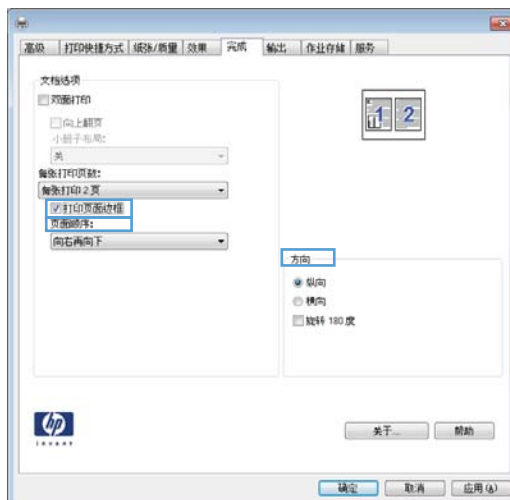 高级 打印快捷方式 纸张/质量 效果 完成 输出 作业存储 服务
文档选项
双面打印
向上翻页
小册子布局:
关
每张打印页数:
每张打印 2 页
打印页面边框
页面顺序:
向右再向下
1 2
方向
纵向
横向
旋转 180 度
hp
invent
关于... 帮助
确定 取消 应用(A)